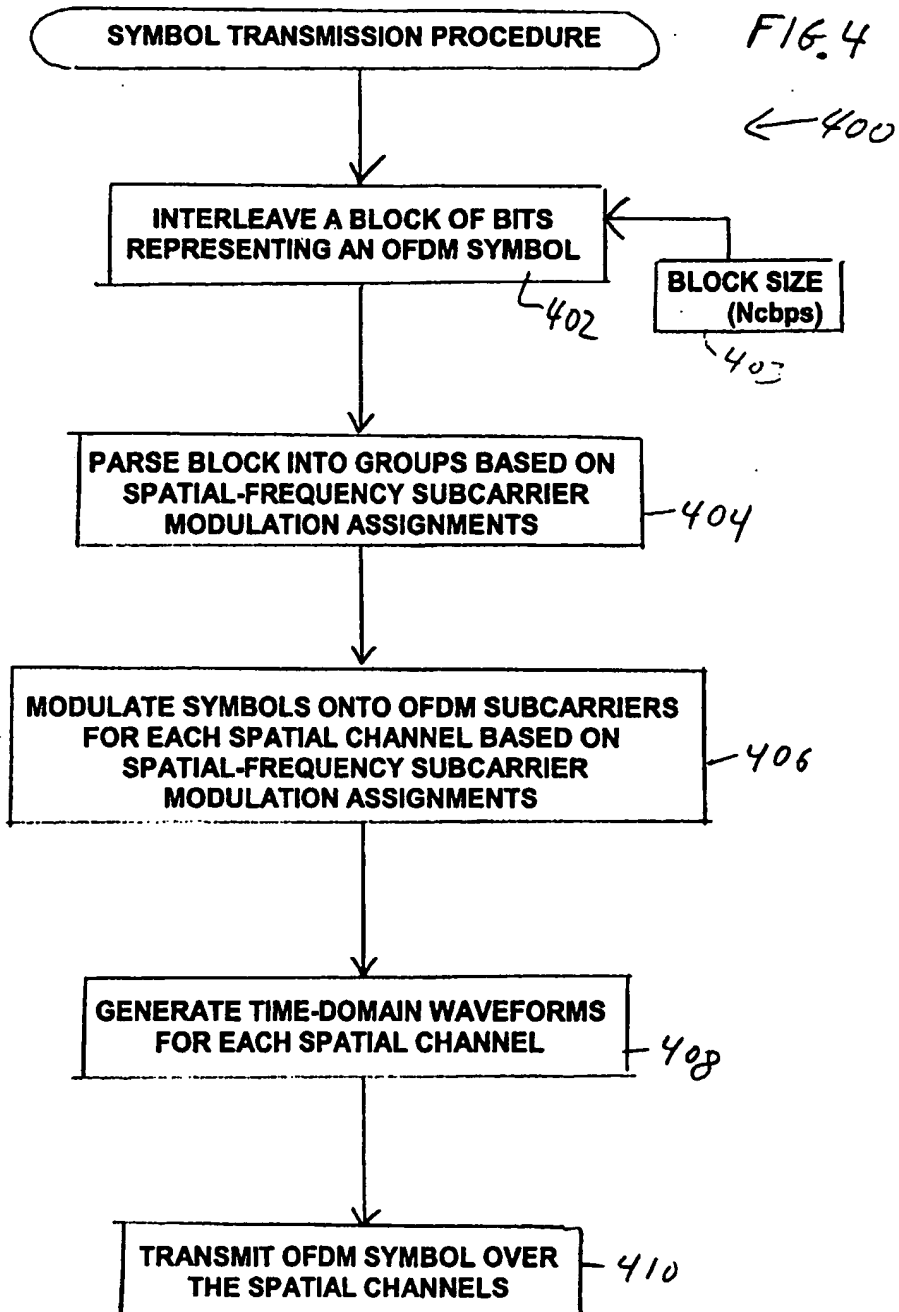 SYMBOL TRANSMISSION PROCEDURE
FIG. 4
400
INTERLEAVE A BLOCK OF BITS
REPRESENTING AN OFDM SYMBOL
402
BLOCK SIZE
(Ncbps)
403
PARSE BLOCK INTO GROUPS BASED ON
SPATIAL-FREQUENCY SUBCARRIER
MODULATION ASSIGNMENTS
404
MODULATE SYMBOLS ONTO OFDM SUBCARRIERS
FOR EACH SPATIAL CHANNEL BASED ON
SPATIAL-FREQUENCY SUBCARRIER
MODULATION ASSIGNMENTS
406
GENERATE TIME-DOMAIN WAVEFORMS
FOR EACH SPATIAL CHANNEL
408
TRANSMIT OFDM SYMBOL OVER
THE SPATIAL CHANNELS
410